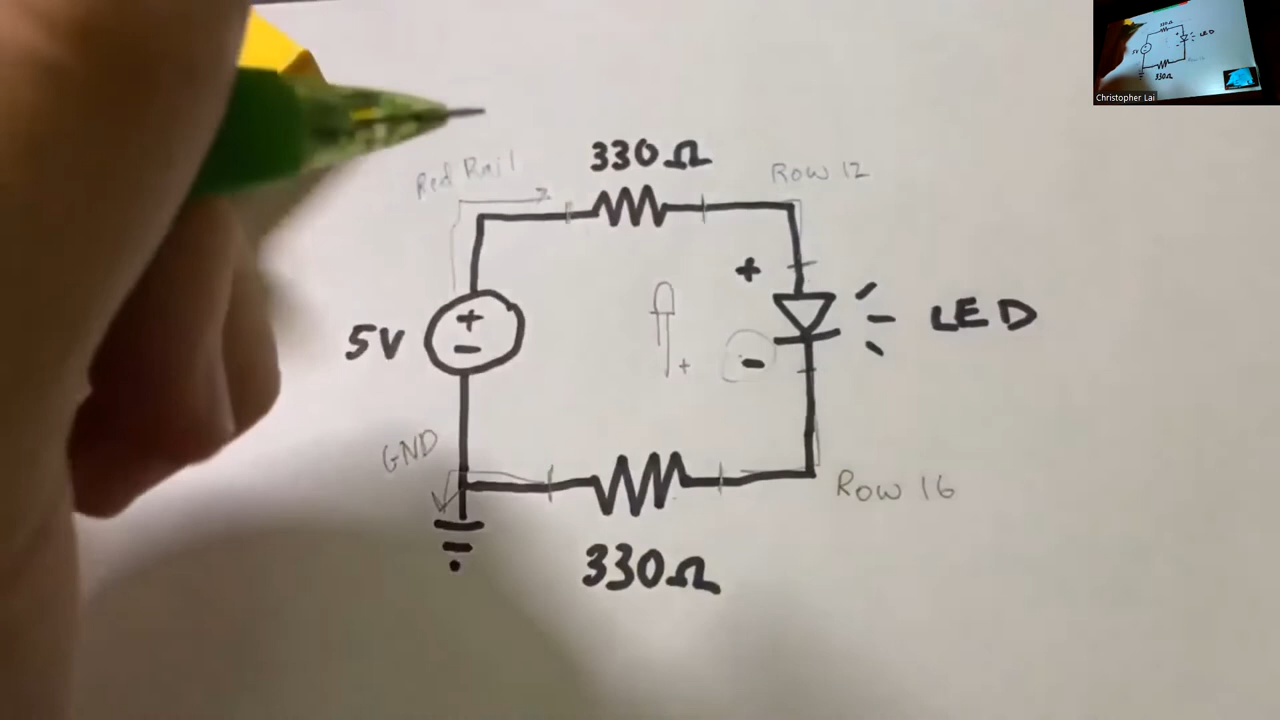 Christopher Lai
Red Rail
330Ω
Row 12
+
+
-
5V
LED
-
+
GND
Row 16
330Ω